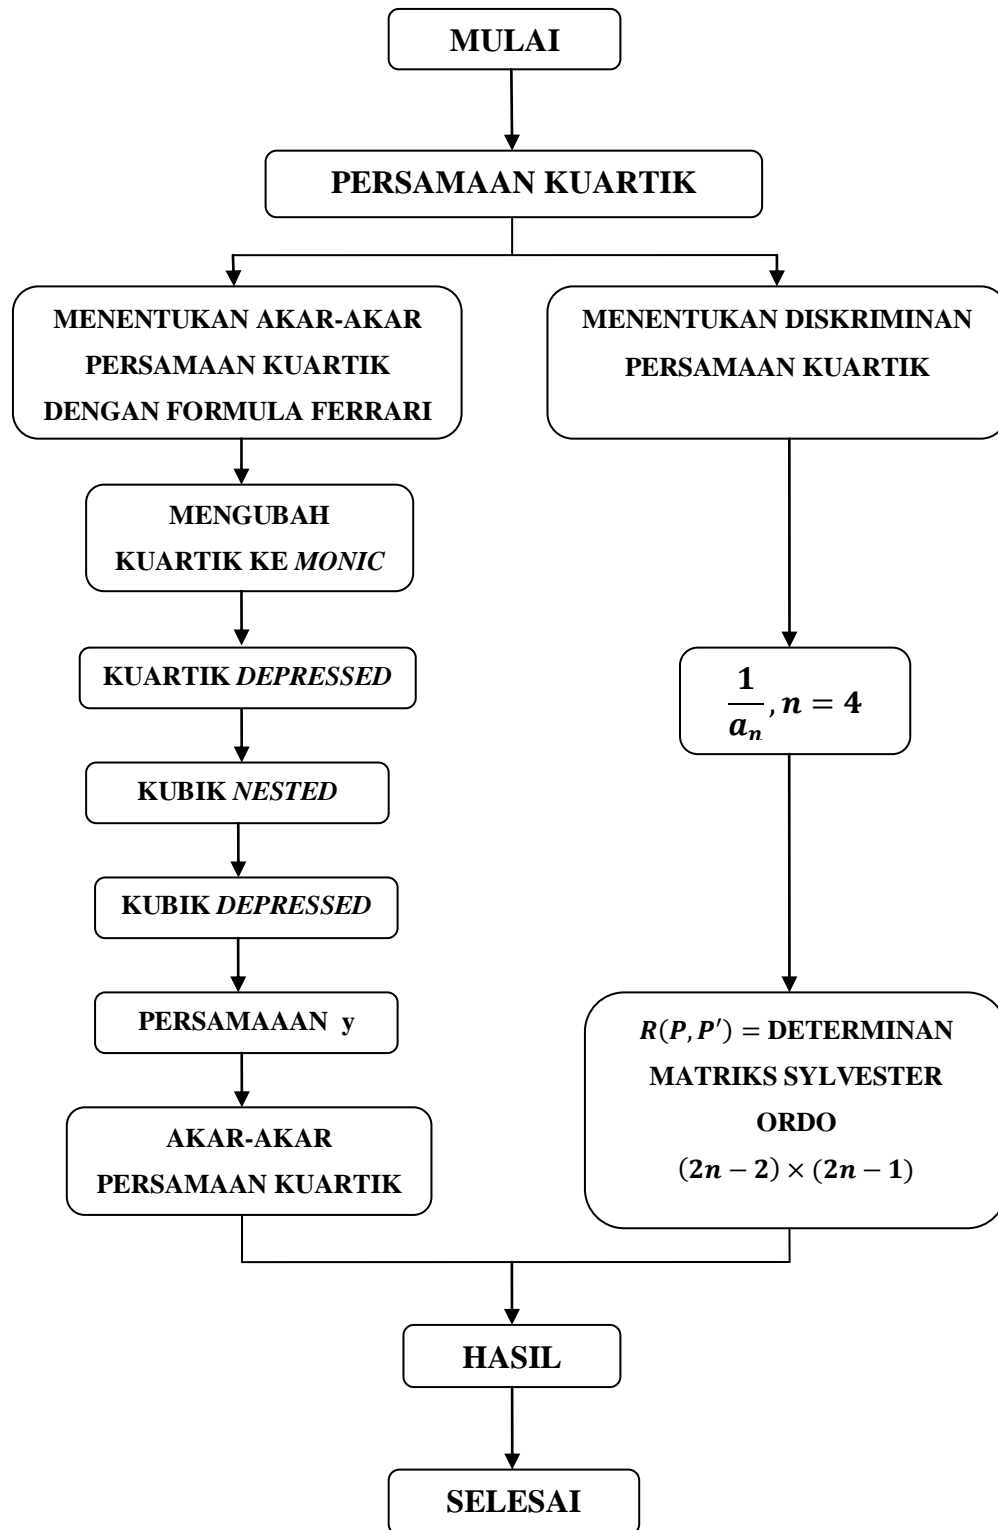 MULAI
PERSAMAAN KUARTIK
MENENTUKAN AKAR-AKAR
PERSAMAAN KUARTIK
DENGAN FORMULA FERRARI
MENGUBAH
KUARTIK KE MONIC
KUARTIK DEPRESSED
KUBIK NESTED
KUBIK DEPRESSED
PERSAMAAAN y
AKAR-AKAR
PERSAMAAN KUARTIK
MENENTUKAN DISKRIMINAN
PERSAMAAN KUARTIK
1/aₙ, n = 4
R(P, P′) = DETERMINAN
MATRIKS SYLVESTER
ORDO
(2n − 2) × (2n − 1)
HASIL
SELESAI